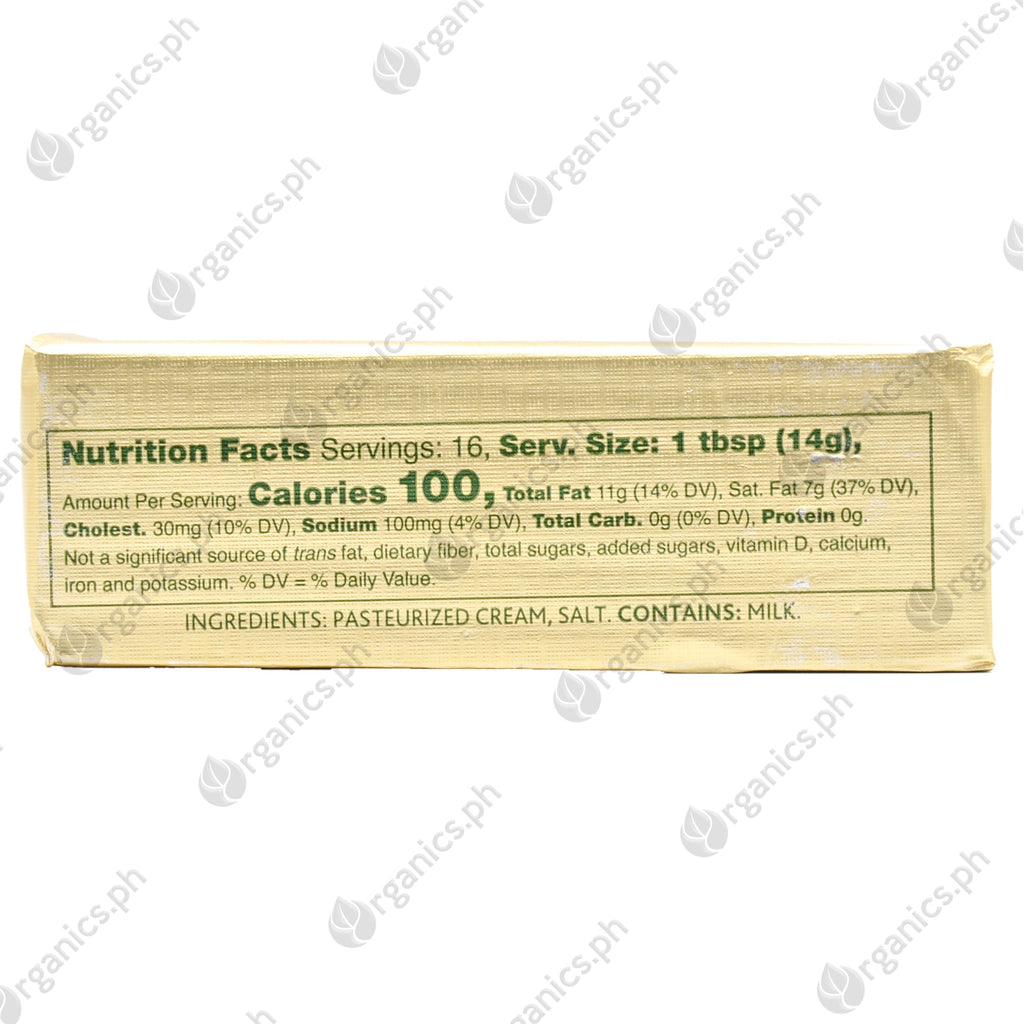 Nutrition Facts Servings: 16, Serv. Size: 1 tbsp (14g),
Amount Per Serving: Calories 100, Total Fat 11g (14% DV), Sat. Fat 7g (37% DV),
Cholest. 30mg (10% DV), Sodium 100mg (4% DV), Total Carb. 0g (0% DV), Protein 0g.
Not a significant source of trans fat, dietary fiber, total sugars, added sugars, vitamin D, calcium,
iron and potassium. % DV = % Daily Value.
INGREDIENTS: PASTEURIZED CREAM, SALT. CONTAINS: MILK.
Organics.ph